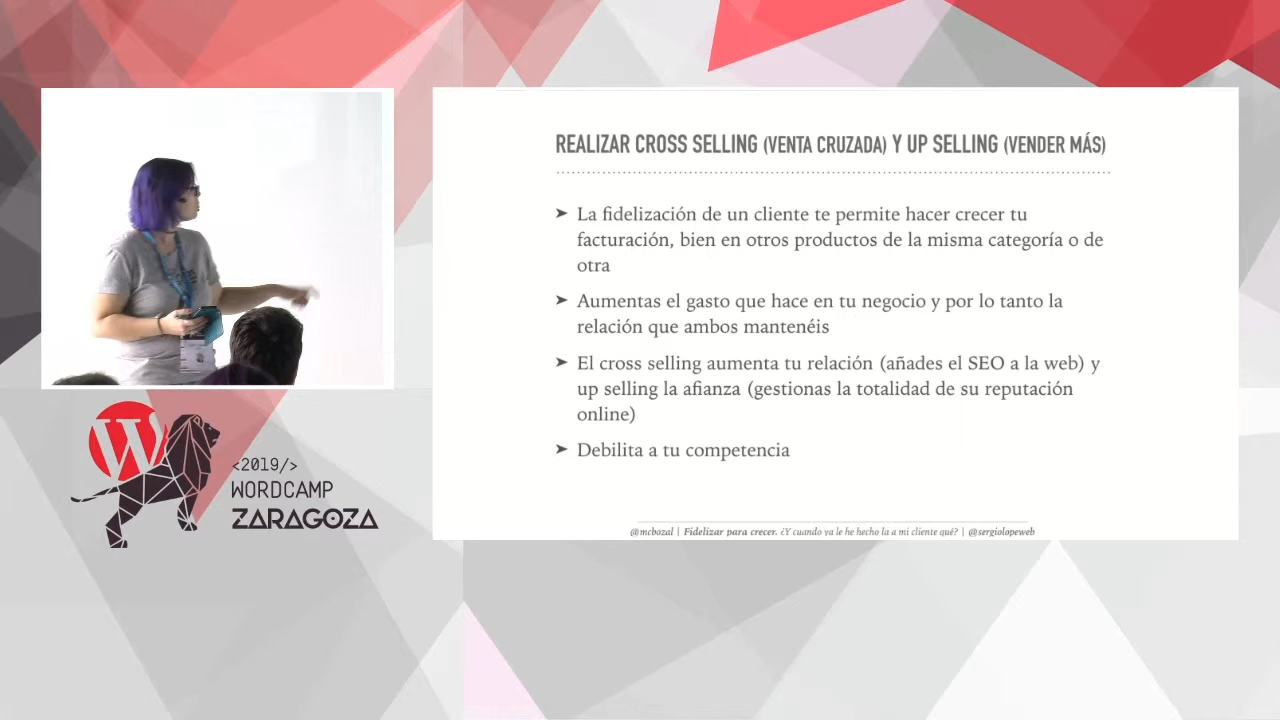 REALIZAR CROSS SELLING (VENTA CRUZADA) Y UP SELLING (VENDER MÁS)
➤ La fidelización de un cliente te permite hacer crecer tu
facturación, bien en otros productos de la misma categoría o de
otra
➤ Aumentas el gasto que hace en tu negocio y por lo tanto la
relación que ambos mantenéis
➤ El cross selling aumenta tu relación (añades el SEO a la web) y
up selling la afianza (gestionas la totalidad de su reputación
online)
➤ Debilita a tu competencia
@mcbozal | Fidelizar para crecer. ¿Y cuando ya le he hecho la a mi cliente qué? | @sergiolopeweb
W
<2019/>
WORDCAMP
ZARAGOZA